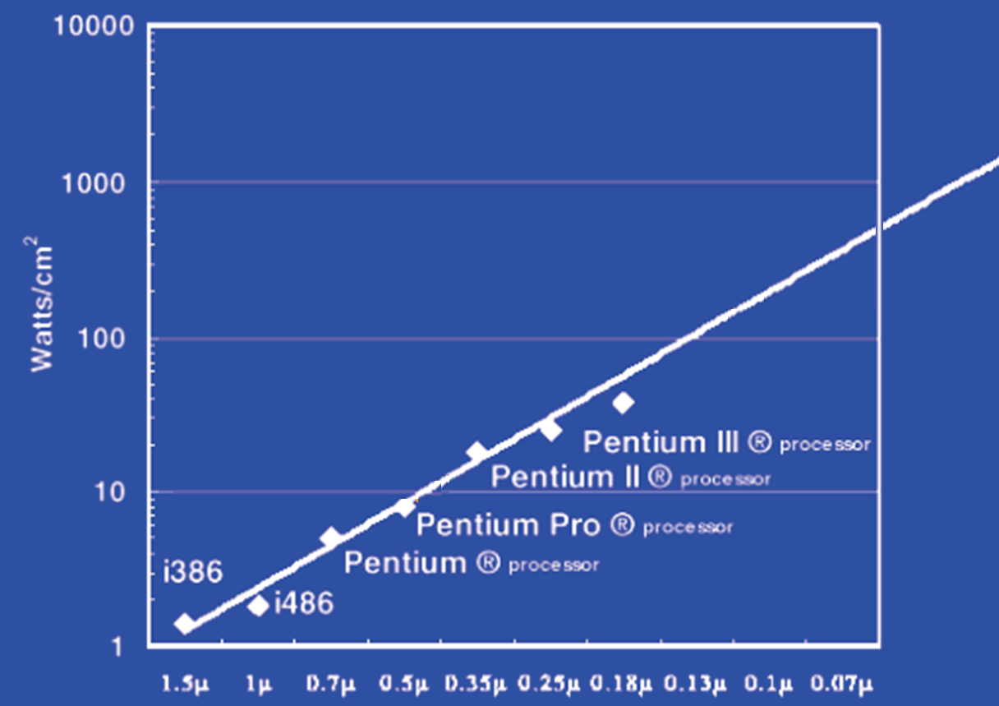 10000
1000
Watts/cm²
100
10
1
Pentium III ® processor
Pentium II ® processor
Pentium Pro ® processor
Pentium ® processor
i386
i486
1.5μ 1μ 0.7μ 0.5μ 0.35μ 0.25μ 0.18μ 0.13μ 0.1μ 0.07μ